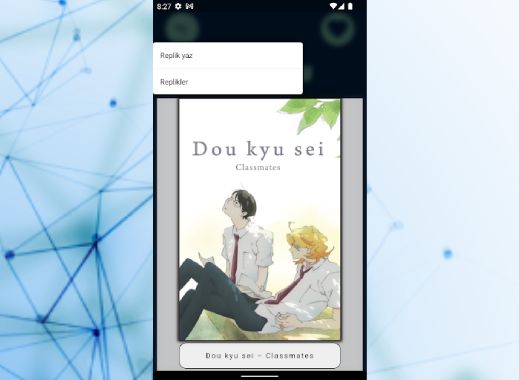 8:27
Replik yaz
Replikler
Dou kyu sei
Classmates
Dou kyu sei – Classmates